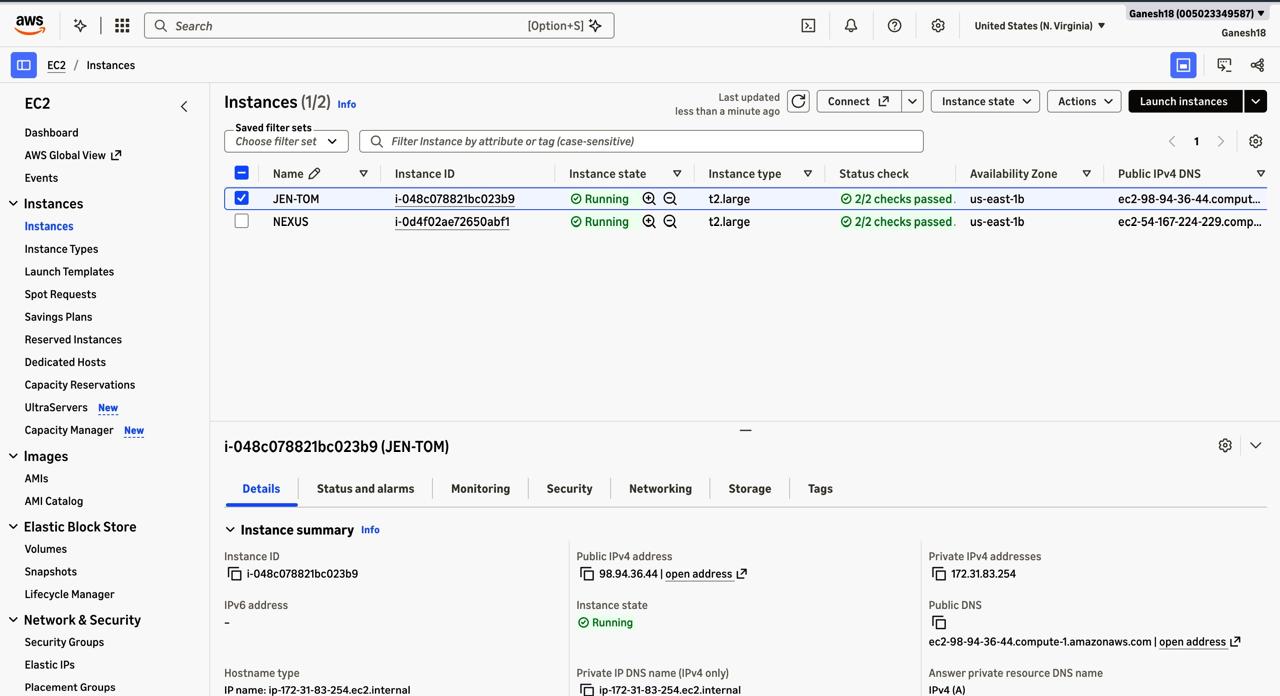 aws
Search [Option+S]
United States (N. Virginia)
Ganesh18 (005023349587)
Ganesh18
EC2 / Instances
EC2
Dashboard
AWS Global View
Events
Instances
Instances
Instance Types
Launch Templates
Spot Requests
Savings Plans
Reserved Instances
Dedicated Hosts
Capacity Reservations
UltraServers New
Capacity Manager New
Images
AMIs
AMI Catalog
Elastic Block Store
Volumes
Snapshots
Lifecycle Manager
Network & Security
Security Groups
Elastic IPs
Placement Groups
Instances (1/2) Info
Last updated
less than a minute ago
Connect
Instance state
Actions
Launch instances
Saved filter sets
Choose filter set
Filter Instance by attribute or tag (case-sensitive)
1
Name Instance ID Instance state Instance type Status check Availability Zone Public IPv4 DNS
JEN-TOM i-048c078821bc023b9 Running t2.large 2/2 checks passed us-east-1b ec2-98-94-36-44.comput...
NEXUS i-0d4f02ae72650abf1 Running t2.large 2/2 checks passed us-east-1b ec2-54-167-224-229.comp...
i-048c078821bc023b9 (JEN-TOM)
Details Status and alarms Monitoring Security Networking Storage Tags
Instance summary Info
Instance ID
i-048c078821bc023b9
Public IPv4 address
98.94.36.44 | open address
Private IPv4 addresses
172.31.83.254
IPv6 address
–
Instance state
Running
Public DNS
ec2-98-94-36-44.compute-1.amazonaws.com | open address
Hostname type
IP name: ip-172-31-83-254.ec2.internal
Private IP DNS name (IPv4 only)
ip-172-31-83-254.ec2.internal
Answer private resource DNS name
IPv4 (A)